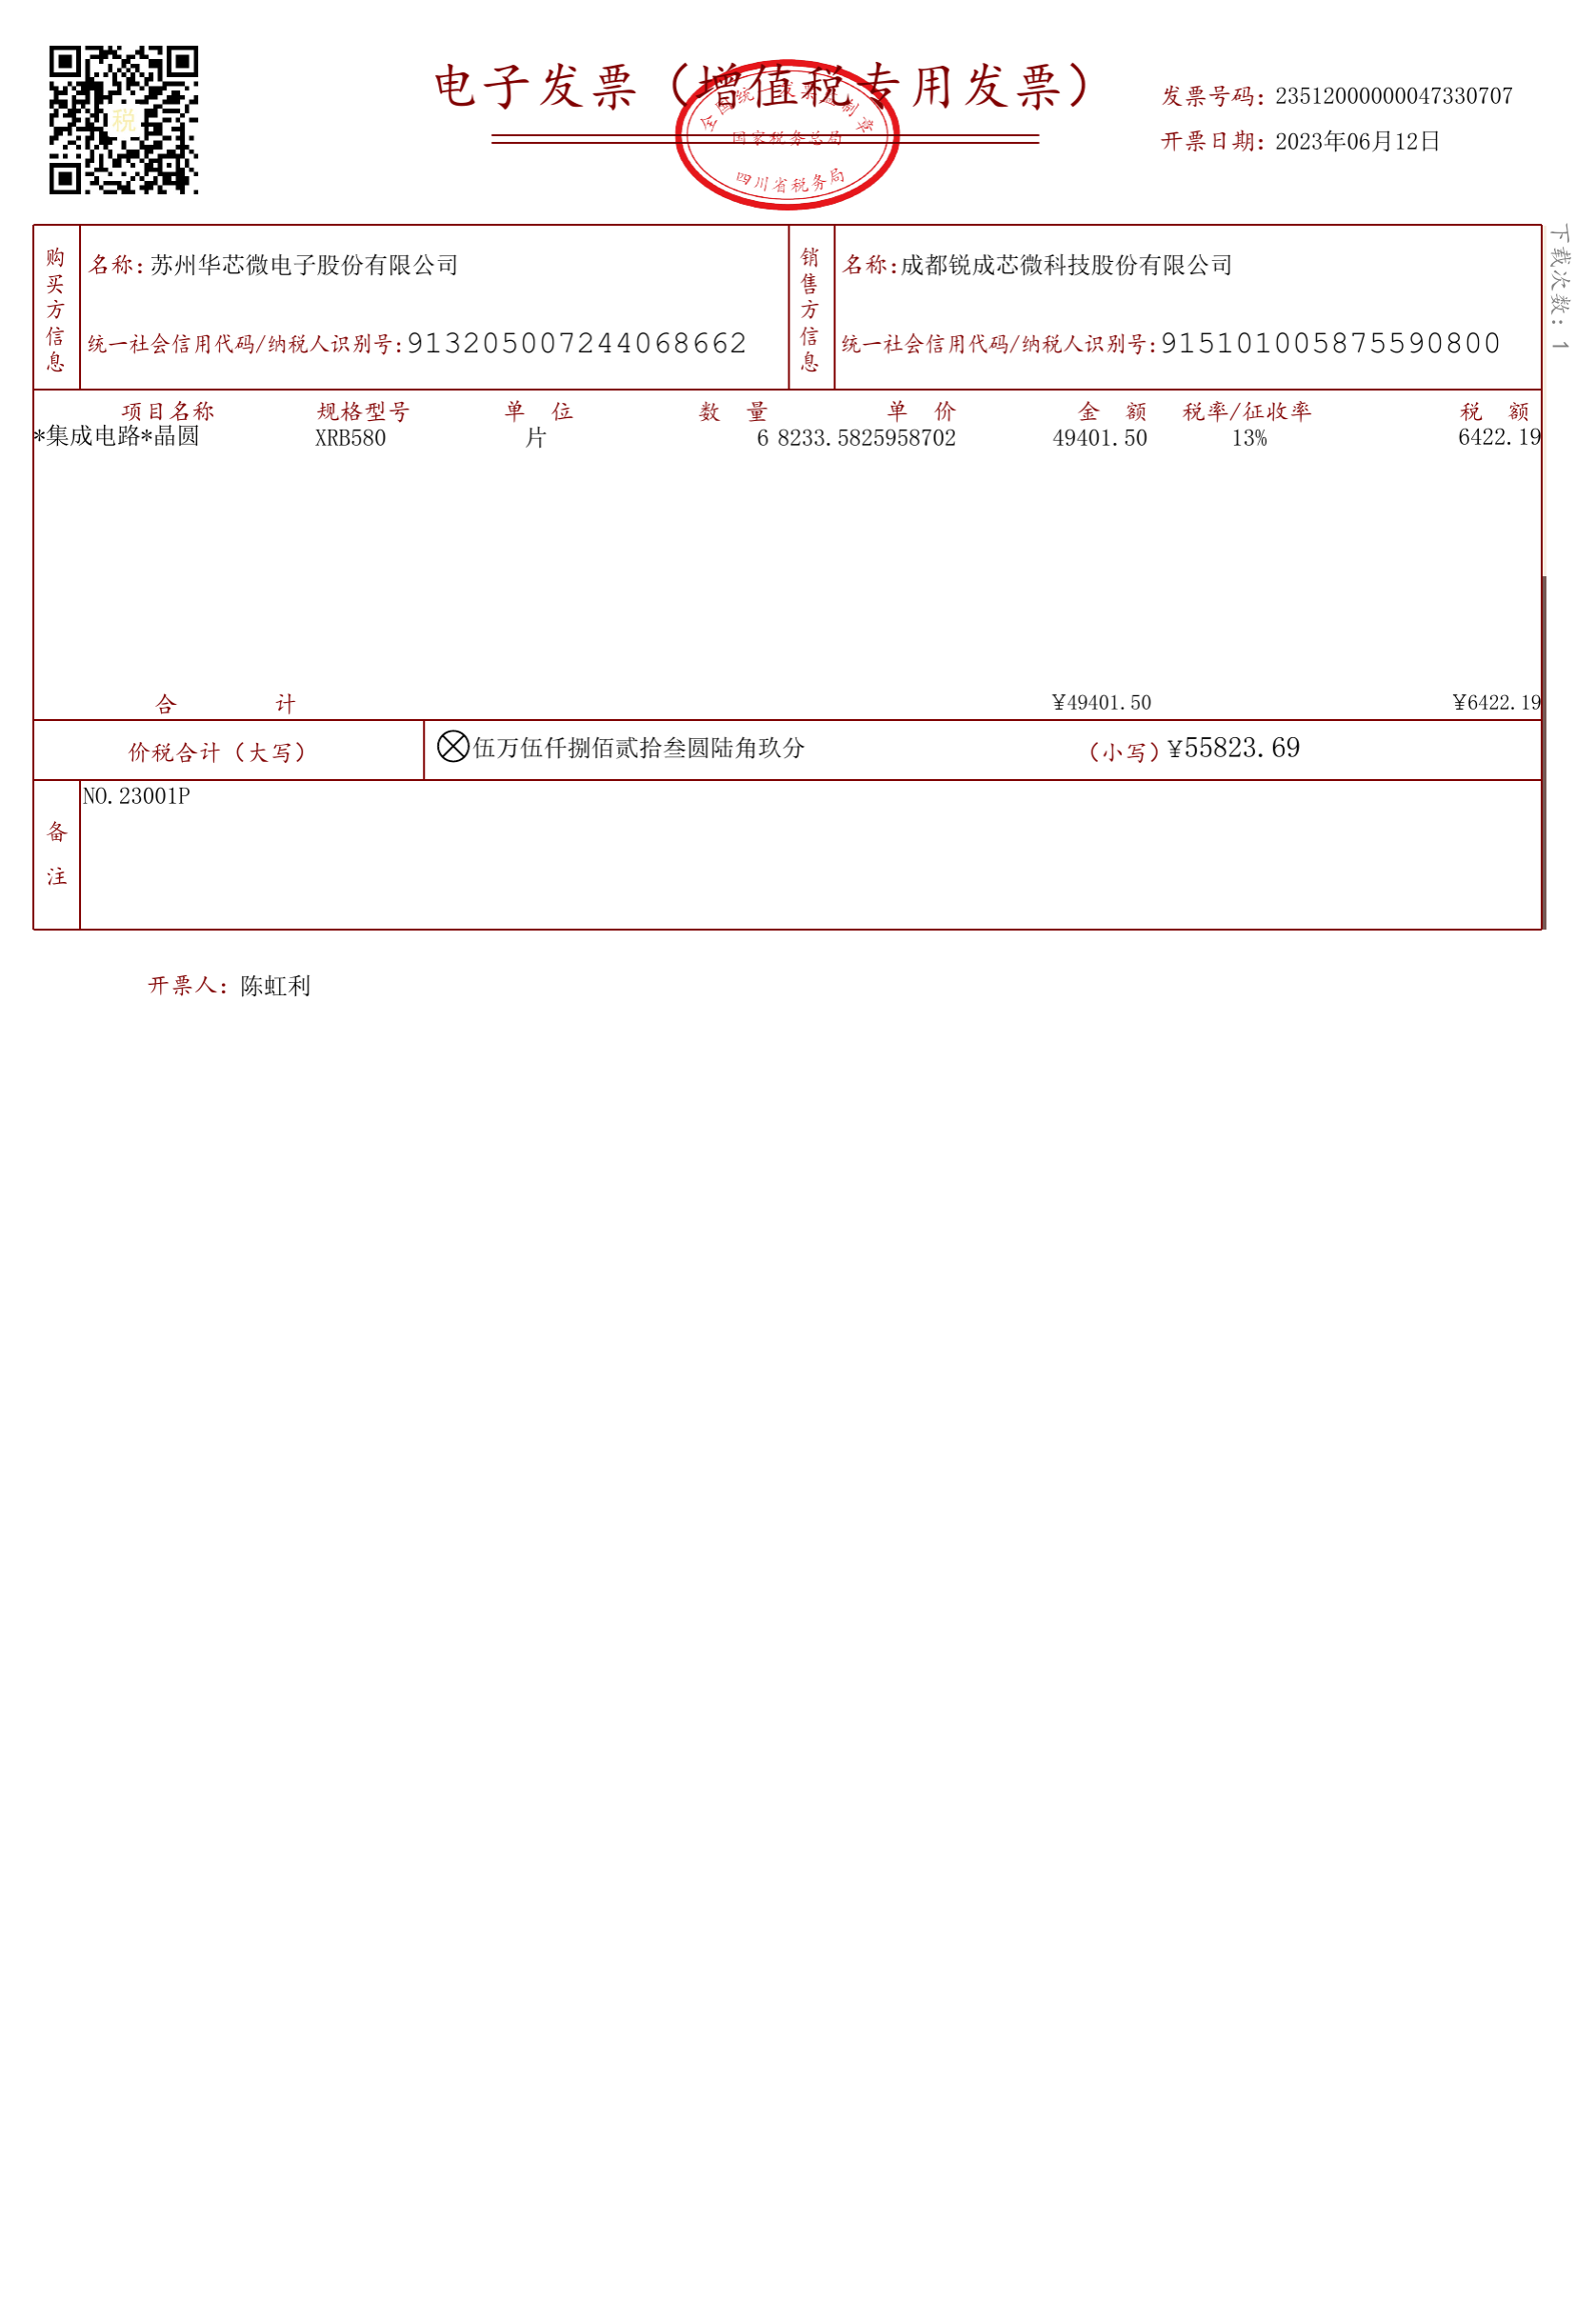 电子发票（增值税专用发票）
税
全国统一发票监制章
国家税务总局
四川省税务局
发票号码: 23512000000047330707
开票日期: 2023年06月12日
下载次数: 1
购买方信息
名称: 苏州华芯微电子股份有限公司
统一社会信用代码/纳税人识别号: 913205007244068662
销售方信息
名称: 成都锐成芯微科技股份有限公司
统一社会信用代码/纳税人识别号: 915101005875590800
项目名称 规格型号 单 位 数 量 单 价 金 额 税率/征收率 税 额
*集成电路*晶圆 XRB580 片 6 8233.5825958702 49401.50 13% 6422.19
合 计 ¥49401.50 ¥6422.19
价税合计（大写） 伍万伍仟捌佰贰拾叁圆陆角玖分 （小写）¥55823.69
备注
NO.23001P
开票人: 陈虹利